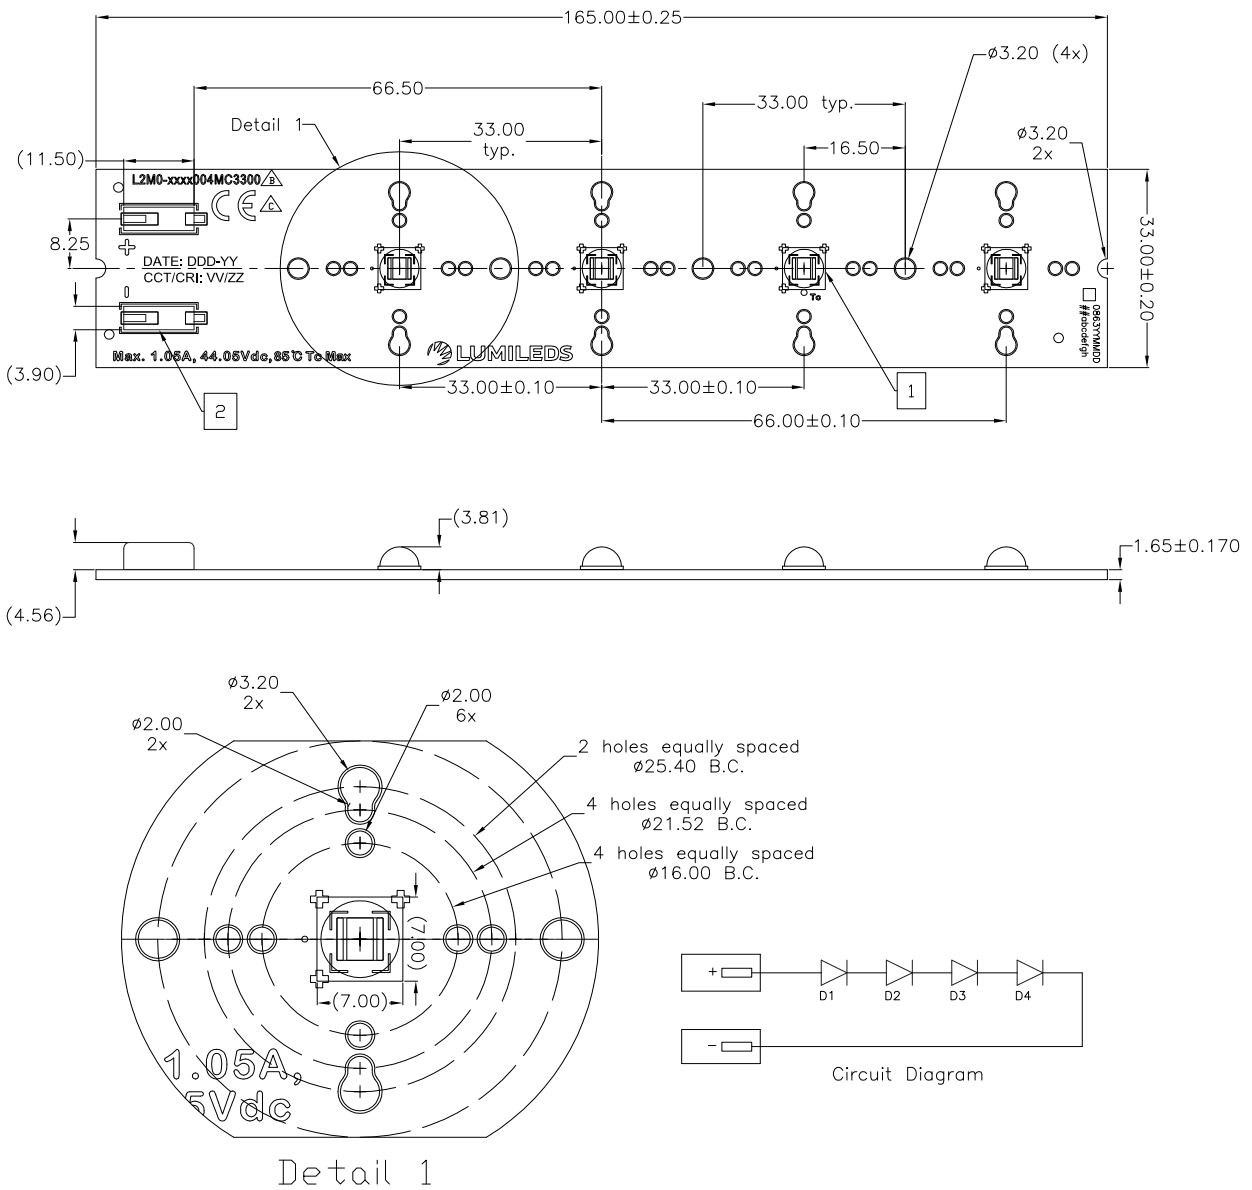 165.00±0.25
ø3.20 (4x)
66.50
33.00 typ.
Detail 1
33.00
typ.
ø3.20
2x
(11.50)
16.50
L2M0-xxxx004MC3300 B
CE C
8.25
+
DATE: DDD-YY
CCT/CRI: VV/ZZ
33.00±0.20
-
Tc
0863YYMMDD
##abcdefgh
Max. 1.05A, 44.05Vdc, 85°C Tc Max
LUMILEDS
(3.90)
33.00±0.10
33.00±0.10
1
2
66.00±0.10
(3.81)
1.65±0.170
(4.56)
ø3.20
2x
ø2.00
6x
ø2.00
2x
2 holes equally spaced
ø25.40 B.C.
4 holes equally spaced
ø21.52 B.C.
4 holes equally spaced
ø16.00 B.C.
(7.00)
(7.00)
1.05A,
5Vdc
Detail 1
+
D1
D2
D3
D4
-
Circuit Diagram